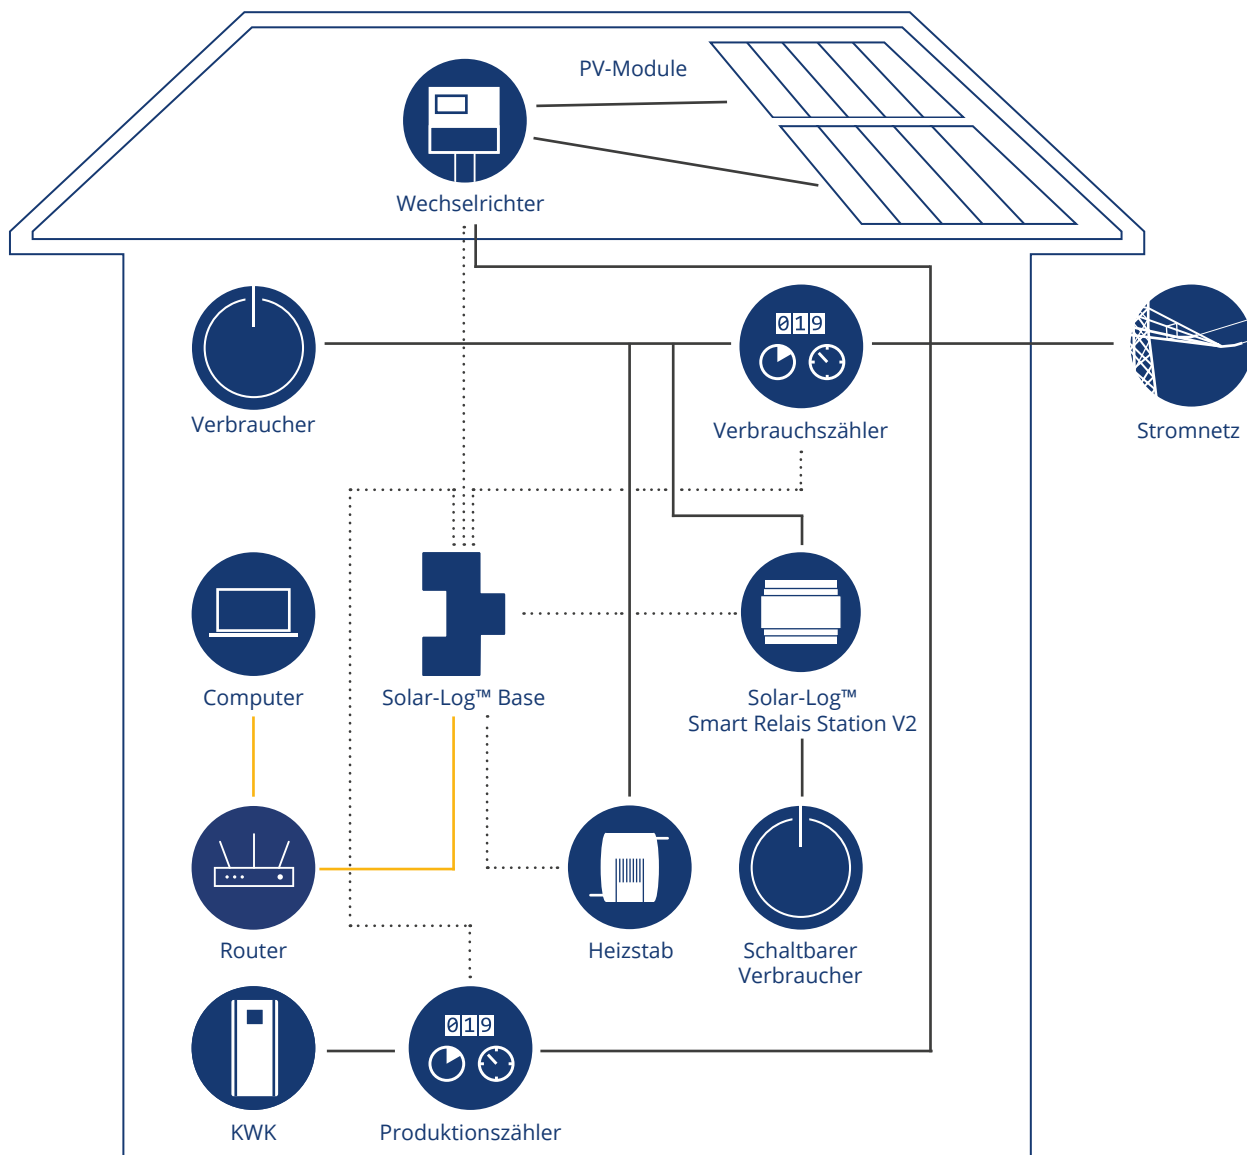 PV-Module
Wechselrichter
019
Verbraucher
Verbrauchszähler
Stromnetz
Computer
Solar-Log™ Base
Solar-Log™
Smart Relais Station V2
Router
Heizstab
Schaltbarer
Verbraucher
019
KWK
Produktionszähler